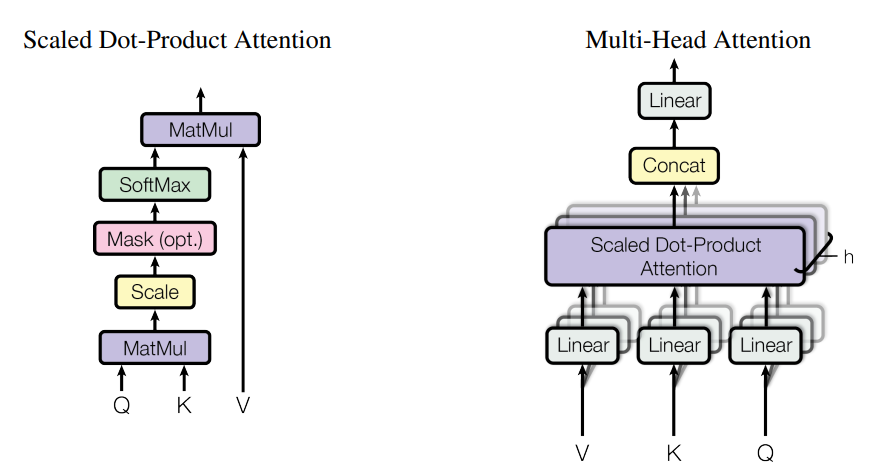 Scaled Dot-Product Attention
MatMul
SoftMax
Mask (opt.)
Scale
MatMul
Q K V
Multi-Head Attention
Linear
Concat
Scaled Dot-Product
Attention
h
Linear Linear Linear
V K Q